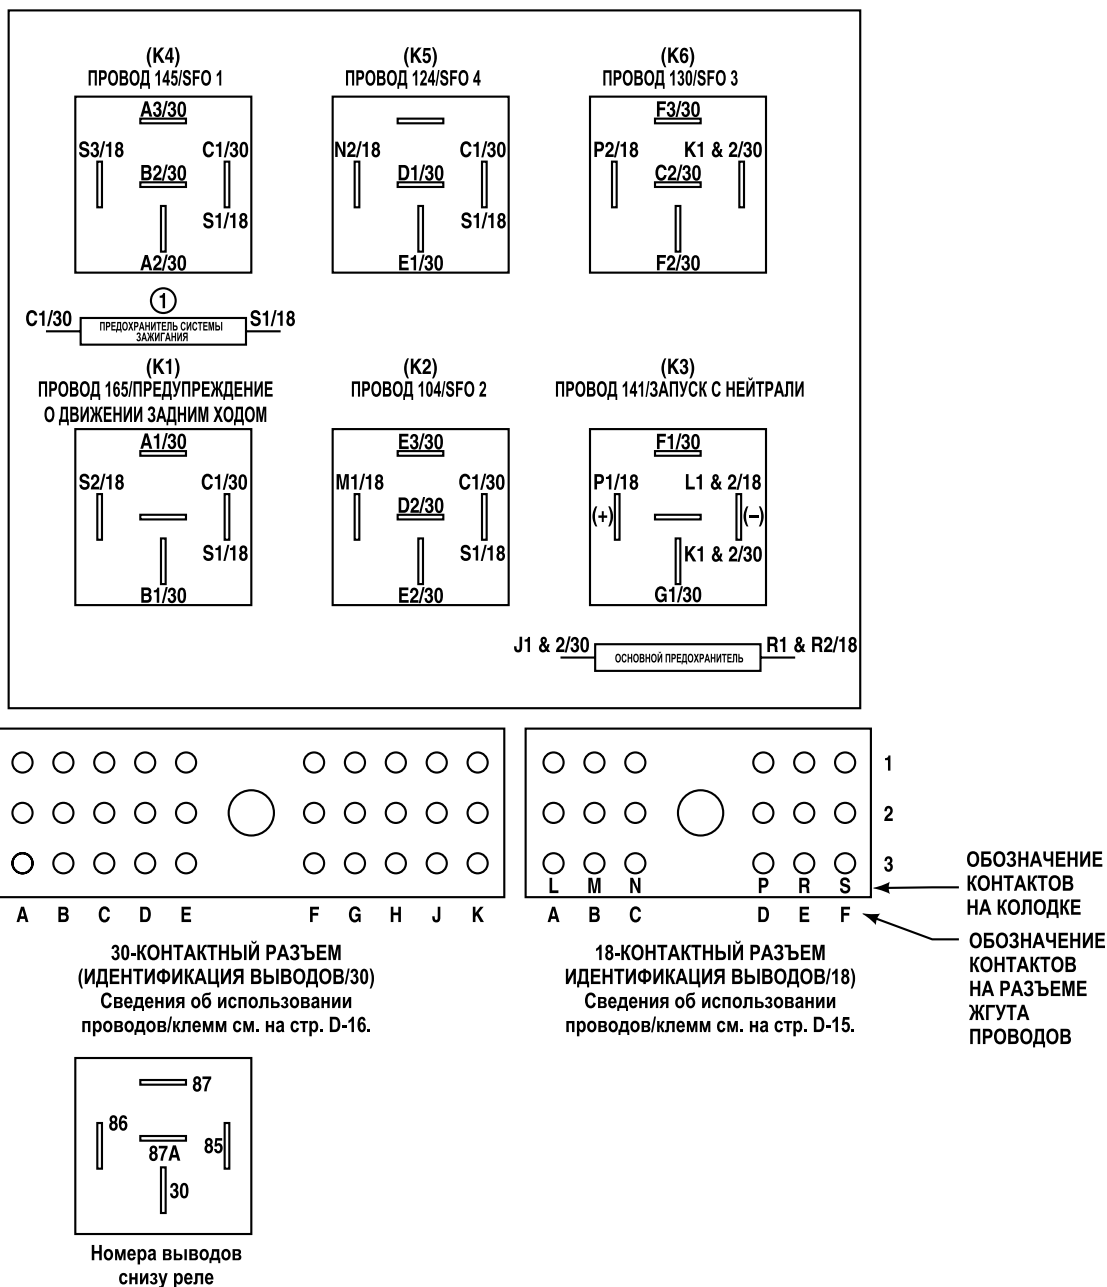 (K4)
ПРОВОД 145/SFO 1
A3/30
S3/18
C1/30
B2/30
S1/18
A2/30
(K5)
ПРОВОД 124/SFO 4
N2/18
C1/30
D1/30
S1/18
E1/30
(K6)
ПРОВОД 130/SFO 3
F3/30
P2/18
K1 & 2/30
C2/30
F2/30
1
C1/30
ПРЕДОХРАНИТЕЛЬ СИСТЕМЫ
ЗАЖИГАНИЯ
S1/18
(K1)
ПРОВОД 165/ПРЕДУПРЕЖДЕНИЕ
О ДВИЖЕНИИ ЗАДНИМ ХОДОМ
A1/30
S2/18
C1/30
S1/18
B1/30
(K2)
ПРОВОД 104/SFO 2
E3/30
M1/18
C1/30
D2/30
S1/18
E2/30
(K3)
ПРОВОД 141/ЗАПУСК С НЕЙТРАЛИ
F1/30
P1/18
L1 & 2/18
(+)
(–)
K1 & 2/30
G1/30
J1 & 2/30
ОСНОВНОЙ ПРЕДОХРАНИТЕЛЬ
R1 & R2/18
1
2
3
L M N P R S
A B C D E F G H J K
A B C D E F
ОБОЗНАЧЕНИЕ
КОНТАКТОВ
НА КОЛОДКЕ
ОБОЗНАЧЕНИЕ
КОНТАКТОВ
НА РАЗЪЕМЕ
ЖГУТА
ПРОВОДОВ
30-КОНТАКТНЫЙ РАЗЪЕМ
(ИДЕНТИФИКАЦИЯ ВЫВОДОВ/30)
Сведения об использовании
проводов/клемм см. на стр. D-16.
18-КОНТАКТНЫЙ РАЗЪЕМ
ИДЕНТИФИКАЦИЯ ВЫВОДОВ/18)
Сведения об использовании
проводов/клемм см. на стр. D-15.
87
86
87A
85
30
Номера выводов
снизу реле